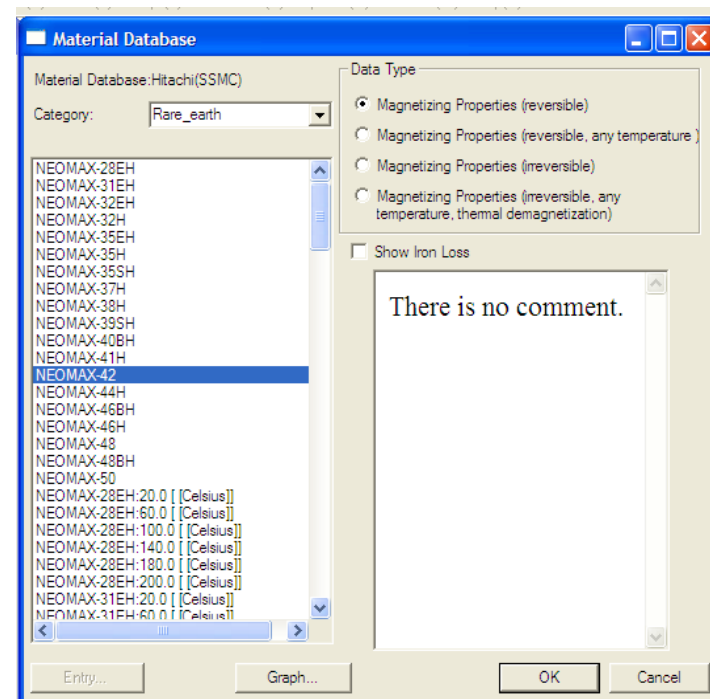 Material Database
Material Database:Hitachi(SSMC)
Category:
Rare_earth
NEOMAX-28EH
NEOMAX-31EH
NEOMAX-32EH
NEOMAX-32H
NEOMAX-35EH
NEOMAX-35H
NEOMAX-35SH
NEOMAX-37H
NEOMAX-38H
NEOMAX-39SH
NEOMAX-40BH
NEOMAX-41H
NEOMAX-42
NEOMAX-44H
NEOMAX-46BH
NEOMAX-46H
NEOMAX-48
NEOMAX-48BH
NEOMAX-50
NEOMAX-28EH:20.0 [ [Celsius]]
NEOMAX-28EH:60.0 [ [Celsius]]
NEOMAX-28EH:100.0 [ [Celsius]]
NEOMAX-28EH:140.0 [ [Celsius]]
NEOMAX-28EH:180.0 [ [Celsius]]
NEOMAX-28EH:200.0 [ [Celsius]]
NEOMAX-31EH:20.0 [ [Celsius]]
NEOMAX-31EH:60.0 [ [Celsius]]
Data Type
Magnetizing Properties (reversible)
Magnetizing Properties (reversible, any temperature )
Magnetizing Properties (irreversible)
Magnetizing Properties (irreversible, any
temperature, thermal demagnetization)
Show Iron Loss
There is no comment.
Entry...
Graph...
OK
Cancel